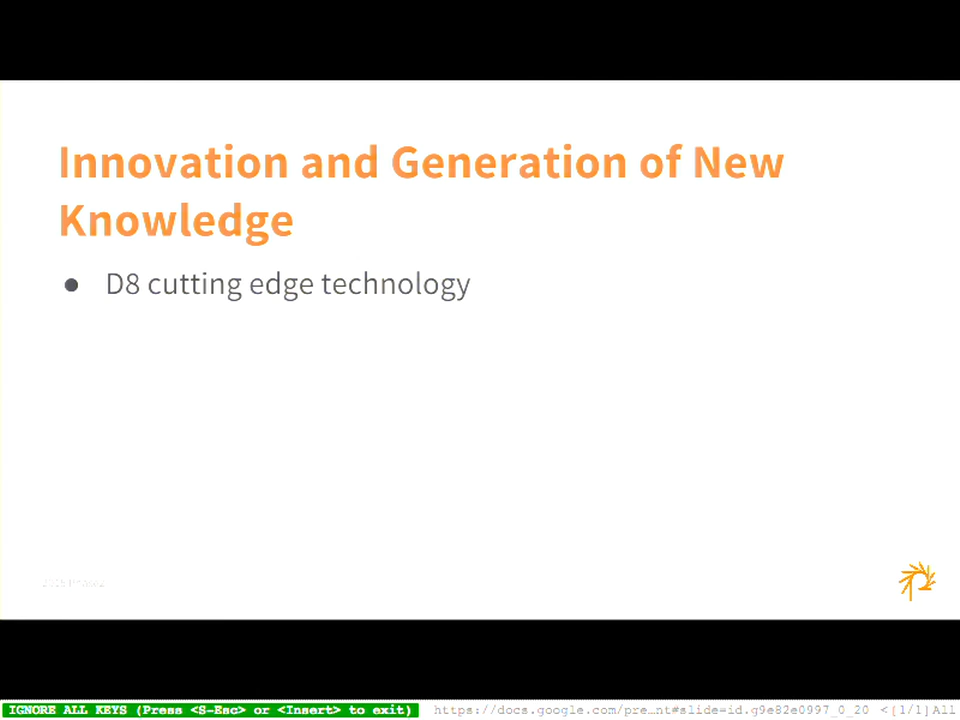 Innovation and Generation of New
Knowledge
● D8 cutting edge technology
IGNORE ALL KEYS (Press <S-Esc> or <Insert> to exit) https://docs.google.com/pre…nt#slide=id.g9e82e0997_0_20 <{1/1]All